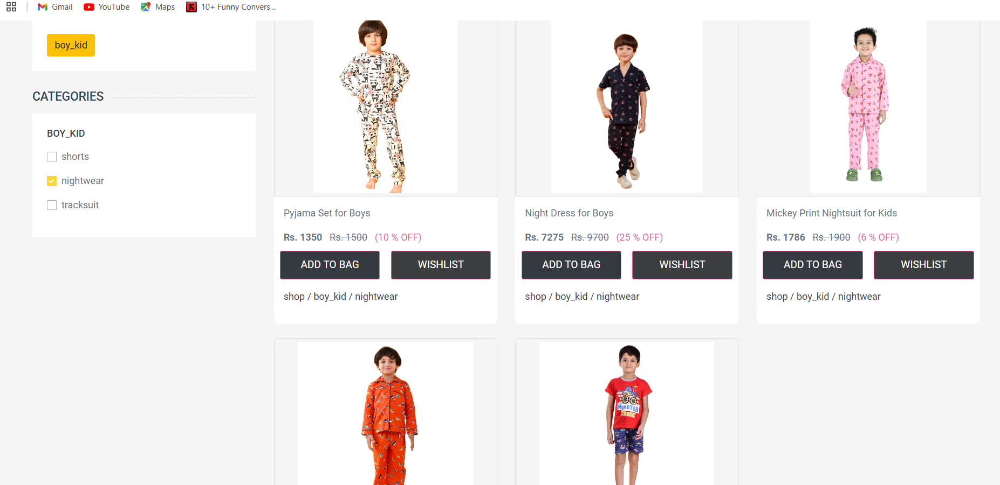 Gmail YouTube Maps 10+ Funny Convers...
boy_kid
CATEGORIES
BOY_KID
shorts
nightwear
tracksuit
Pyjama Set for Boys
Rs. 1350 Rs. 1500 (10 % OFF)
ADD TO BAG WISHLIST
shop / boy_kid / nightwear
Night Dress for Boys
Rs. 7275 Rs. 9700 (25 % OFF)
ADD TO BAG WISHLIST
shop / boy_kid / nightwear
Mickey Print Nightsuit for Kids
Rs. 1786 Rs. 1900 (6 % OFF)
ADD TO BAG WISHLIST
shop / boy_kid / nightwear
MONSTER
TRUCK